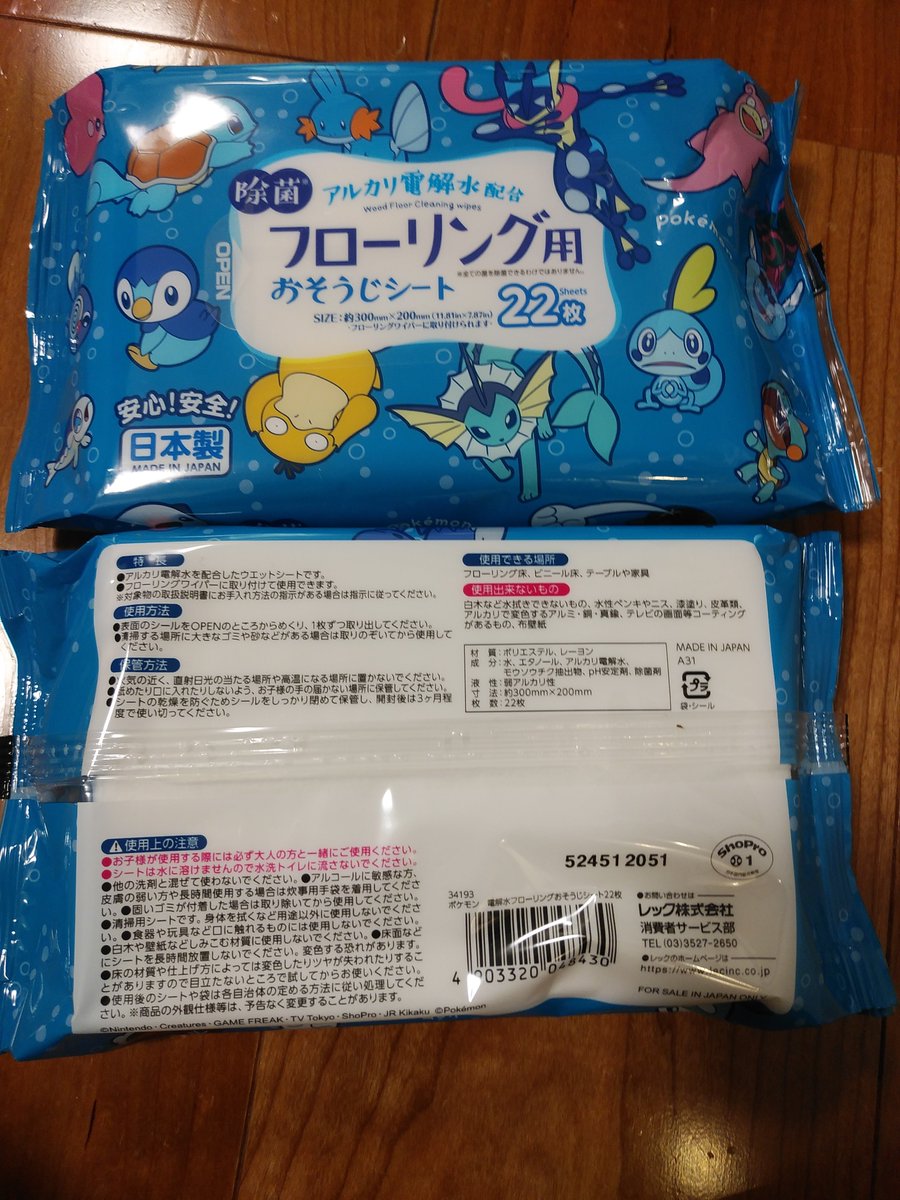 除菌※
アルカリ電解水配合
Wood Floor Cleaning wipes
フローリング用
※全ての菌を除菌できるわけではありません。
おそうじシート
SIZE:約300mm×200mm(11.81in×7.87in)
・フローリングワイパーに取り付けられます・
22枚
Sheets
OPEN
pokém
安心!安全!
日本製
MADE IN JAPAN
pokémon
特長
●アルカリ電解水を配合したウエットシートです。
●フローリングワイパーに取り付けて使用できます。
※対象物の取扱説明書にお手入れ方法の指示がある場合は指示に従ってください。
使用方法
●表面のシールをOPENのところからめくり、1枚ずつ取り出してください。
●清掃する場所に大きなゴミや砂などがある場合は取りのぞいてから使用して
ください。
保管方法
●火気の近く、直射日光の当たる場所や高温になる場所に置かないでください。
●舐めたり口に入れたりしないよう、お子様の手の届かない場所に保管してください。
●シートの乾燥を防ぐためシールをしっかり閉めて保管し、開封後は3ヶ月程
度で使い切ってください。
使用できる場所
フローリング床、ビニール床、テーブルや家具
使用出来ないもの
白木など水拭きできないもの、水性ペンキやニス、漆塗り、皮革類、
アルカリで変色するアルミ・銅・真鍮、テレビの画面等コーティング
があるもの、布壁紙
材質:ポリエステル、レーヨン
成分:水、エタノール、アルカリ電解水、
モウソウチク抽出物、pH安定剤、除菌剤
液性:弱アルカリ性
寸法:約300mm×200mm
枚数:22枚
MADE IN JAPAN
A31
プラ
袋・シール
使用上の注意
●お子様が使用する際には必ず大人の方と一緒にご使用ください。
●シートは水に溶けませんので水洗トイレに流さないでください。
●他の洗剤と混ぜて使わないでください。●アルコールに敏感な方、
皮膚の弱い方や長時間使用する場合は炊事用手袋を着用してくださ
い。●固いゴミが付着した場合は取り除いてから使用してください。
●清掃用シートです。身体を拭くなど用途以外に使用しないでくださ
い。●食器や玩具など口に触れるものには使用しないでください。
●白木や壁紙などしみこむ材質に使用しないでください。●床面など
にシートを長時間放置しないでください。変色する恐れがあります。
●床の材質や仕上げ方によっては変色したりツヤが失われたりするこ
とがありますので目立たないところで試してからお使いください。
●使用後のシートや袋は各自治体の定める方法に従い処理してくだ
さい。※商品の外観仕様等は、予告なく変更することがあります。
©Nintendo・Creatures・GAME FREAK・TV Tokyo・ShoPro・JR Kikaku ©Pokémon
524512051
ShoPro
1
34193
ポケモン 電解水フローリングおそうじシート22枚
4 903320 028430
●お問い合わせは
レック株式会社
消費者サービス部
TEL (03)3527-2650
●レックのホームページは
https://www.lecinc.co.jp
FOR SALE IN JAPAN ONLY